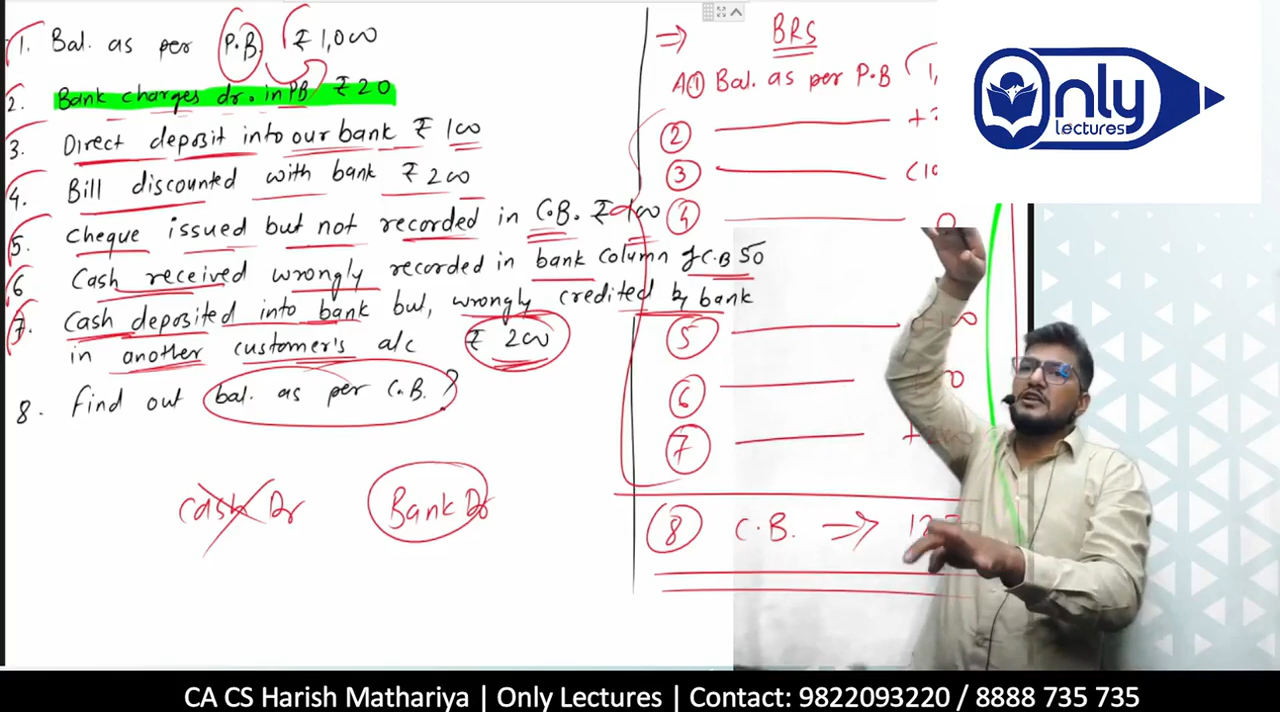 1. Bal. as per P.B. ₹ 1,000
2. Bank charges dr. in PB ₹ 20
3. Direct deposit into our bank ₹ 100
4. Bill discounted with bank ₹ 200
5. Cheque issued but not recorded in C.B. ₹ 100
6 Cash received wrongly recorded in bank column of C.B 50
7. Cash deposited into bank but, wrongly credited by bank
in another customer's a/c ₹ 200
8. Find out bal. as per C.B.?
Cash Dr Bank Dr
⇒ BRS
A① Bal. as per P.B 1,
②
③
④ 0
⑤
⑥
⑦
⑧ C.B. ⇒
Only
Lectures
CA CS Harish Mathariya | Only Lectures | Contact: 9822093220 / 8888 735 735